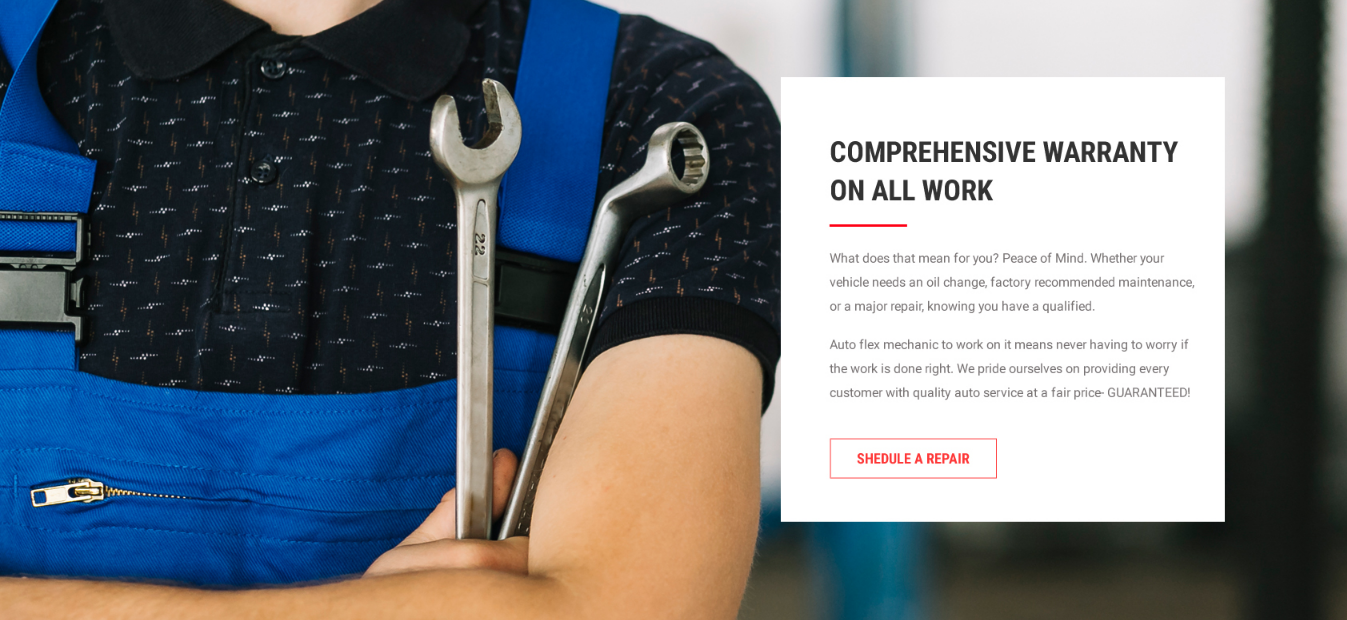 22
COMPREHENSIVE WARRANTY
ON ALL WORK
What does that mean for you? Peace of Mind. Whether your
vehicle needs an oil change, factory recommended maintenance,
or a major repair, knowing you have a qualified.
Auto flex mechanic to work on it means never having to worry if
the work is done right. We pride ourselves on providing every
customer with quality auto service at a fair price- GUARANTEED!
SHEDULE A REPAIR